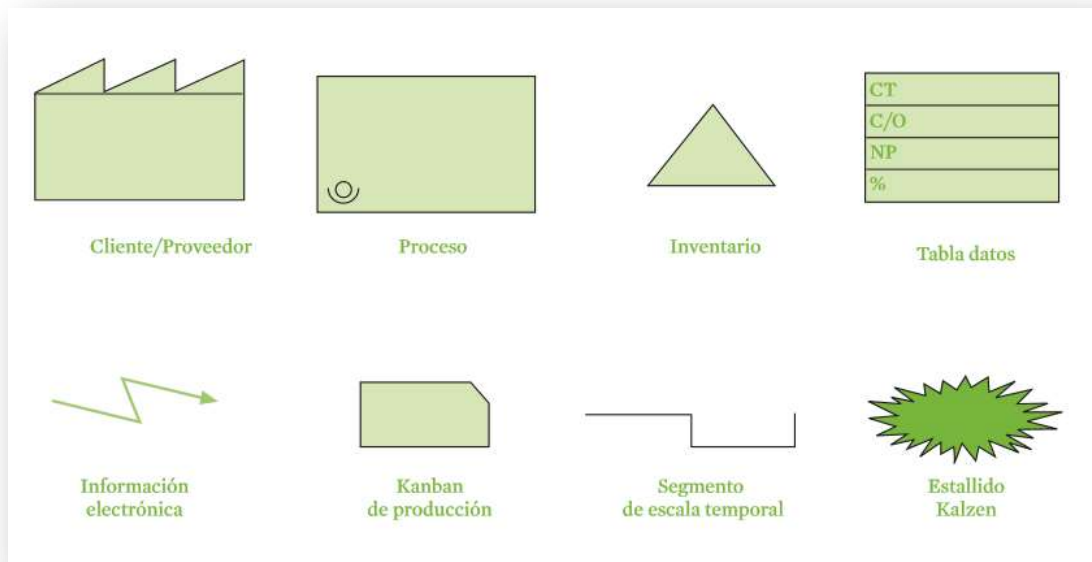 CT
C/O
NP
%
Cliente/Proveedor
Proceso
Inventario
Tabla datos
Información
electrónica
Kanban
de producción
Segmento
de escala temporal
Estallido
Kalzen